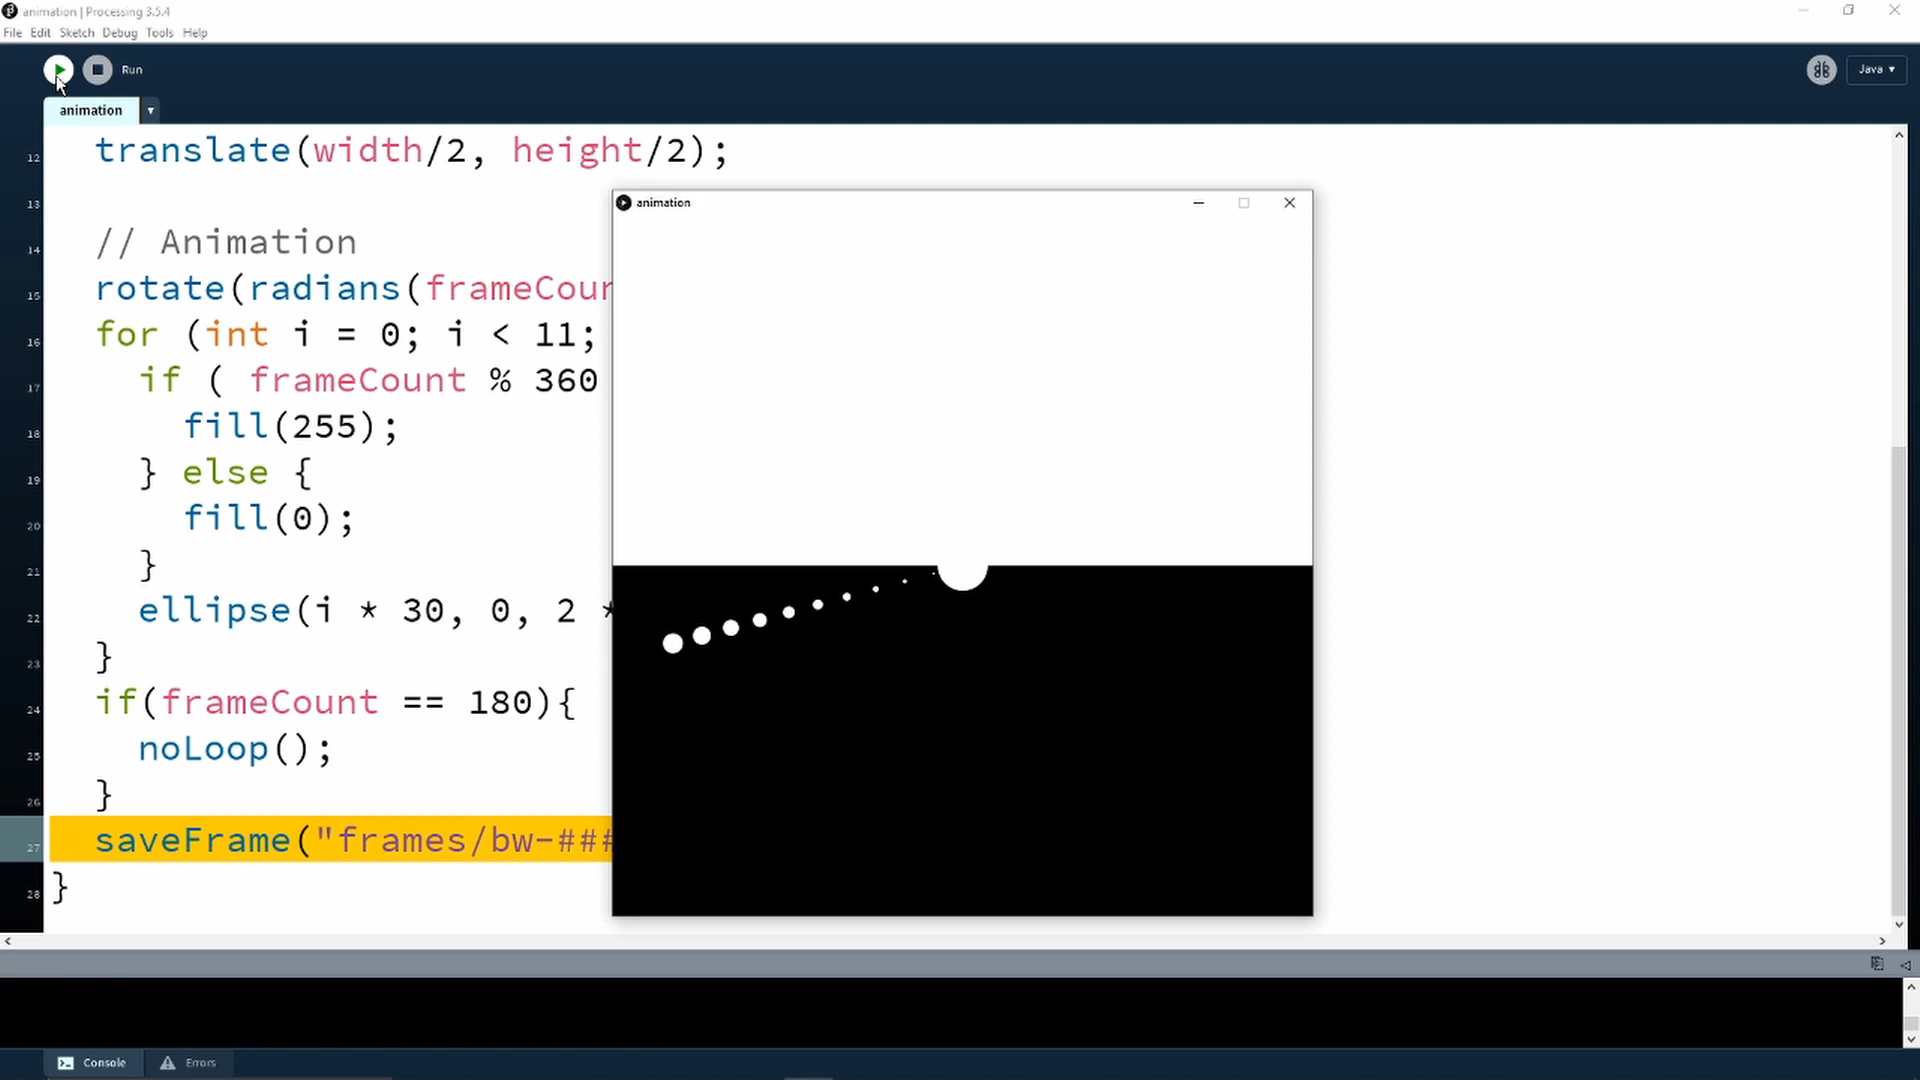 animation | Processing 3.5.4
File Edit Sketch Debug Tools Help
Run
Java
animation
12 translate(width/2, height/2);
13
14 // Animation
15 rotate(radians(frameCoun
16 for (int i = 0; i < 11;
17 if ( frameCount % 360
18 fill(255);
19 } else {
20 fill(0);
21 }
22 ellipse(i * 30, 0, 2 *
23 }
24 if(frameCount == 180){
25 noLoop();
26 }
27 saveFrame("frames/bw-###
28 }
animation
Console
Errors